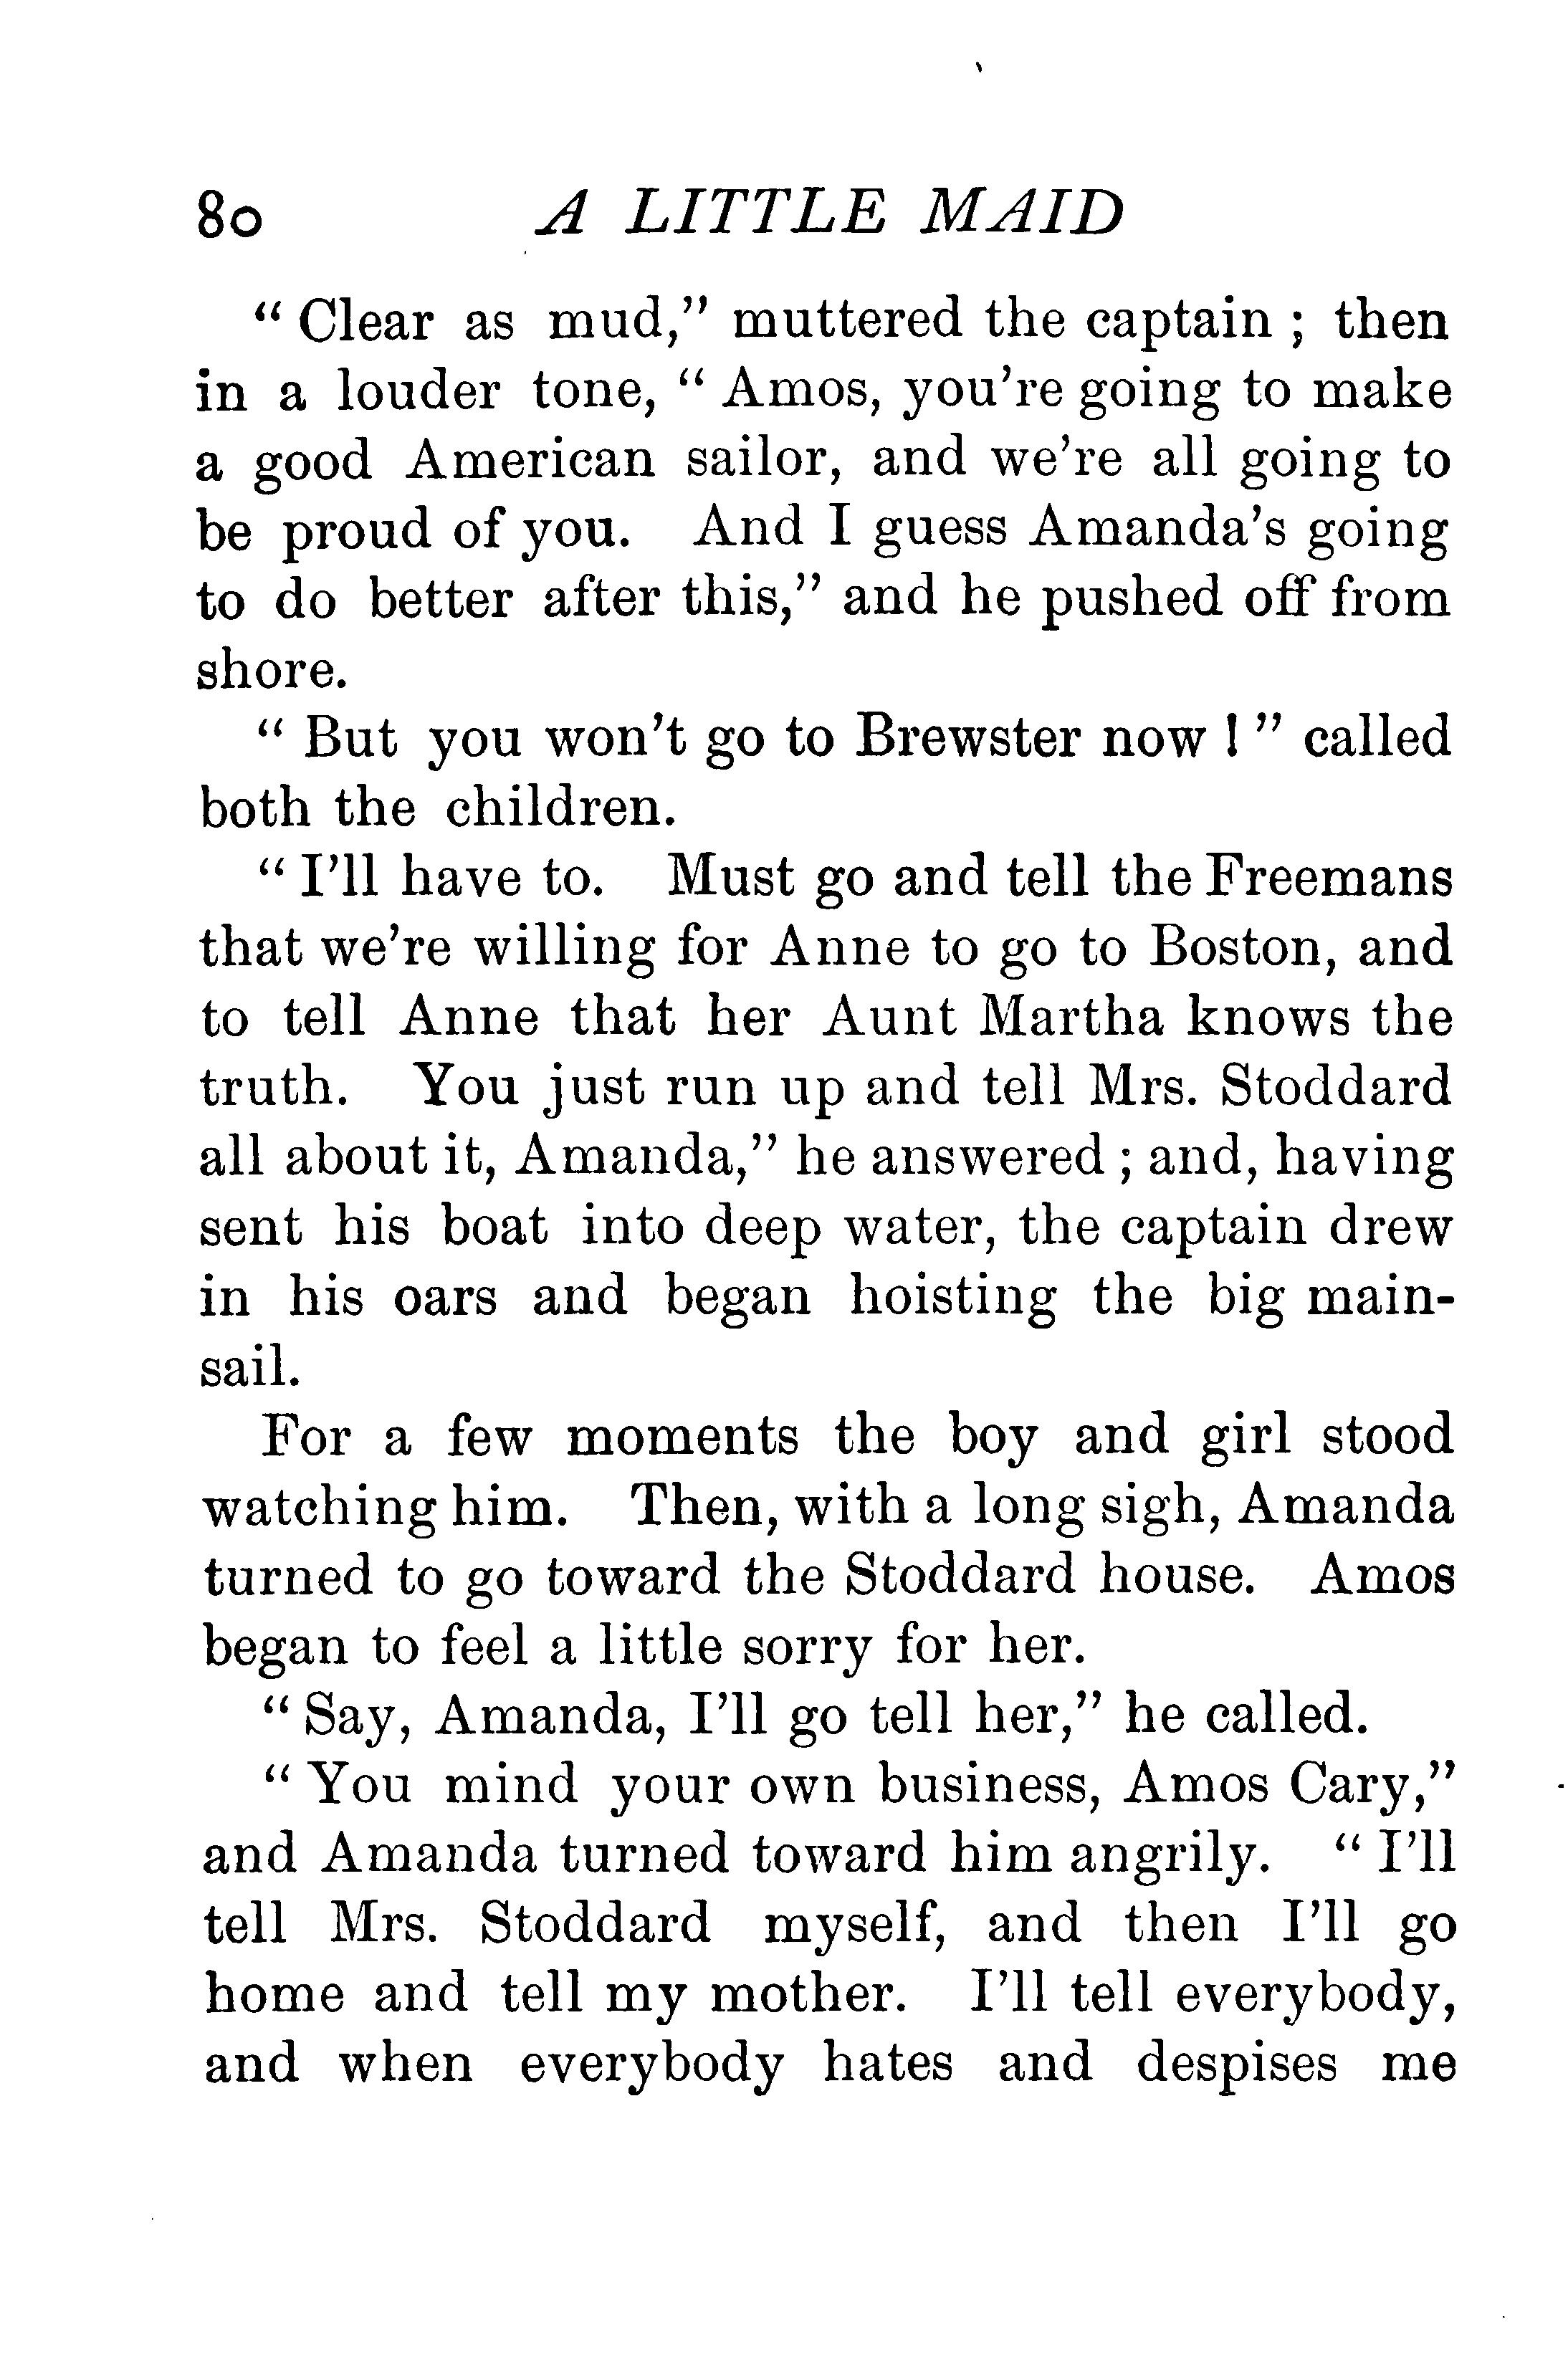 80 A LITTLE MAID
“ Clear as mud,” muttered the captain ; then
in a louder tone, “ Amos, you’re going to make
a good American sailor, and we’re all going to
be proud of you. And I guess Amanda’s going
to do better after this,” and he pushed off from
shore.
“ But you won’t go to Brewster now ! ” called
both the children.
“ I’ll have to. Must go and tell the Freemans
that we’re willing for Anne to go to Boston, and
to tell Anne that her Aunt Martha knows the
truth. You just run up and tell Mrs. Stoddard
all about it, Amanda,” he answered ; and, having
sent his boat into deep water, the captain drew
in his oars and began hoisting the big main-
sail.
For a few moments the boy and girl stood
watching him. Then, with a long sigh, Amanda
turned to go toward the Stoddard house. Amos
began to feel a little sorry for her.
“ Say, Amanda, I’ll go tell her,” he called.
“ You mind your own business, Amos Cary,”
and Amanda turned toward him angrily. “ I’ll
tell Mrs. Stoddard myself, and then I’ll go
home and tell my mother. I’ll tell everybody,
and when everybody hates and despises me